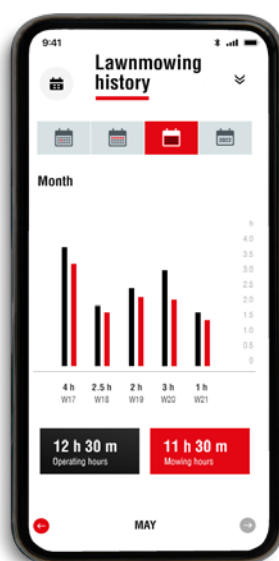 9:41
Lawnmowing
history
2022
Month
h
4.0
3.5
3.0
2.5
2.0
1.5
1.0
0.5
0
4 h 2.5 h 2 h 3 h 1 h
W17 W18 W19 W20 W21
12 h 30 m 11 h 30 m
Operating hours Mowing hours
MAY